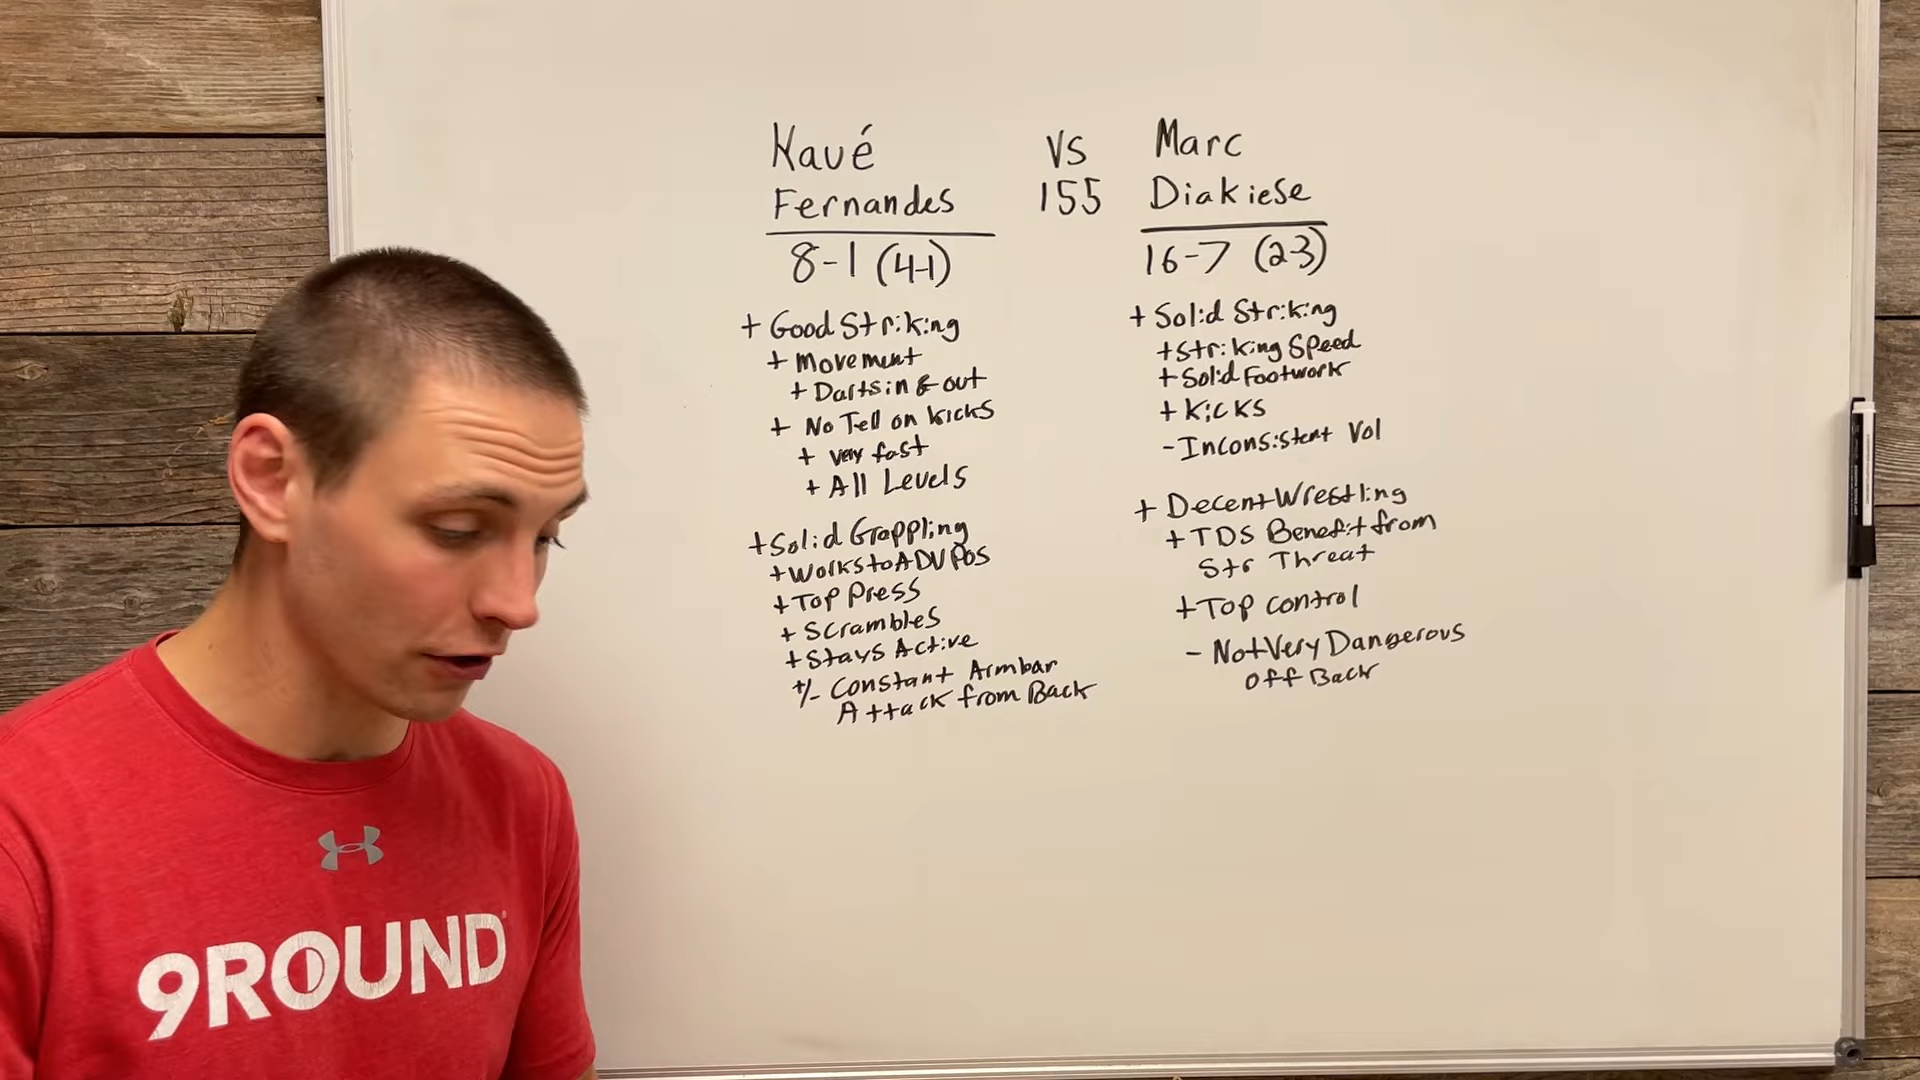 Kaué
Fernandes
8-1 (4-1)
+ Good Striking
+ Movement
+ Darts in & out
+ No Tell on Kicks
+ very fast
+ All Levels
+ Solid Grappling
+ Works to ADV Pos
+ Top Press
+ Scrambles
+ Stays Active
+/- Constant Armbar
Attack from Back
VS
155
Marc
Diakiese
16-7 (2-3)
+ Solid Striking
+ Striking Speed
+ Solid Footwork
+ Kicks
- Inconsistent Vol
+ Decent Wrestling
+ TDS Benefit from
Str Threat
+ Top control
- Not Very Dangerous
off Back
9ROUND